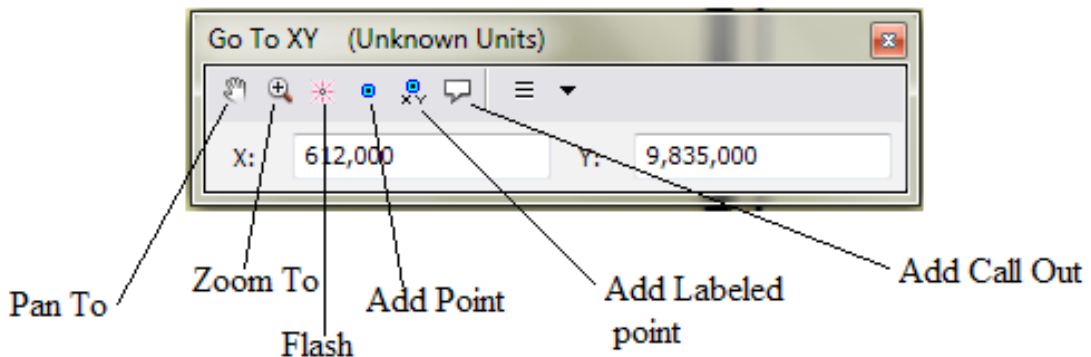 Go To XY (Unknown Units)
X Y
X: 612,000 Y: 9,835,000
Pan To
Zoom To
Flash
Add Point
Add Labeled
point
Add Call Out